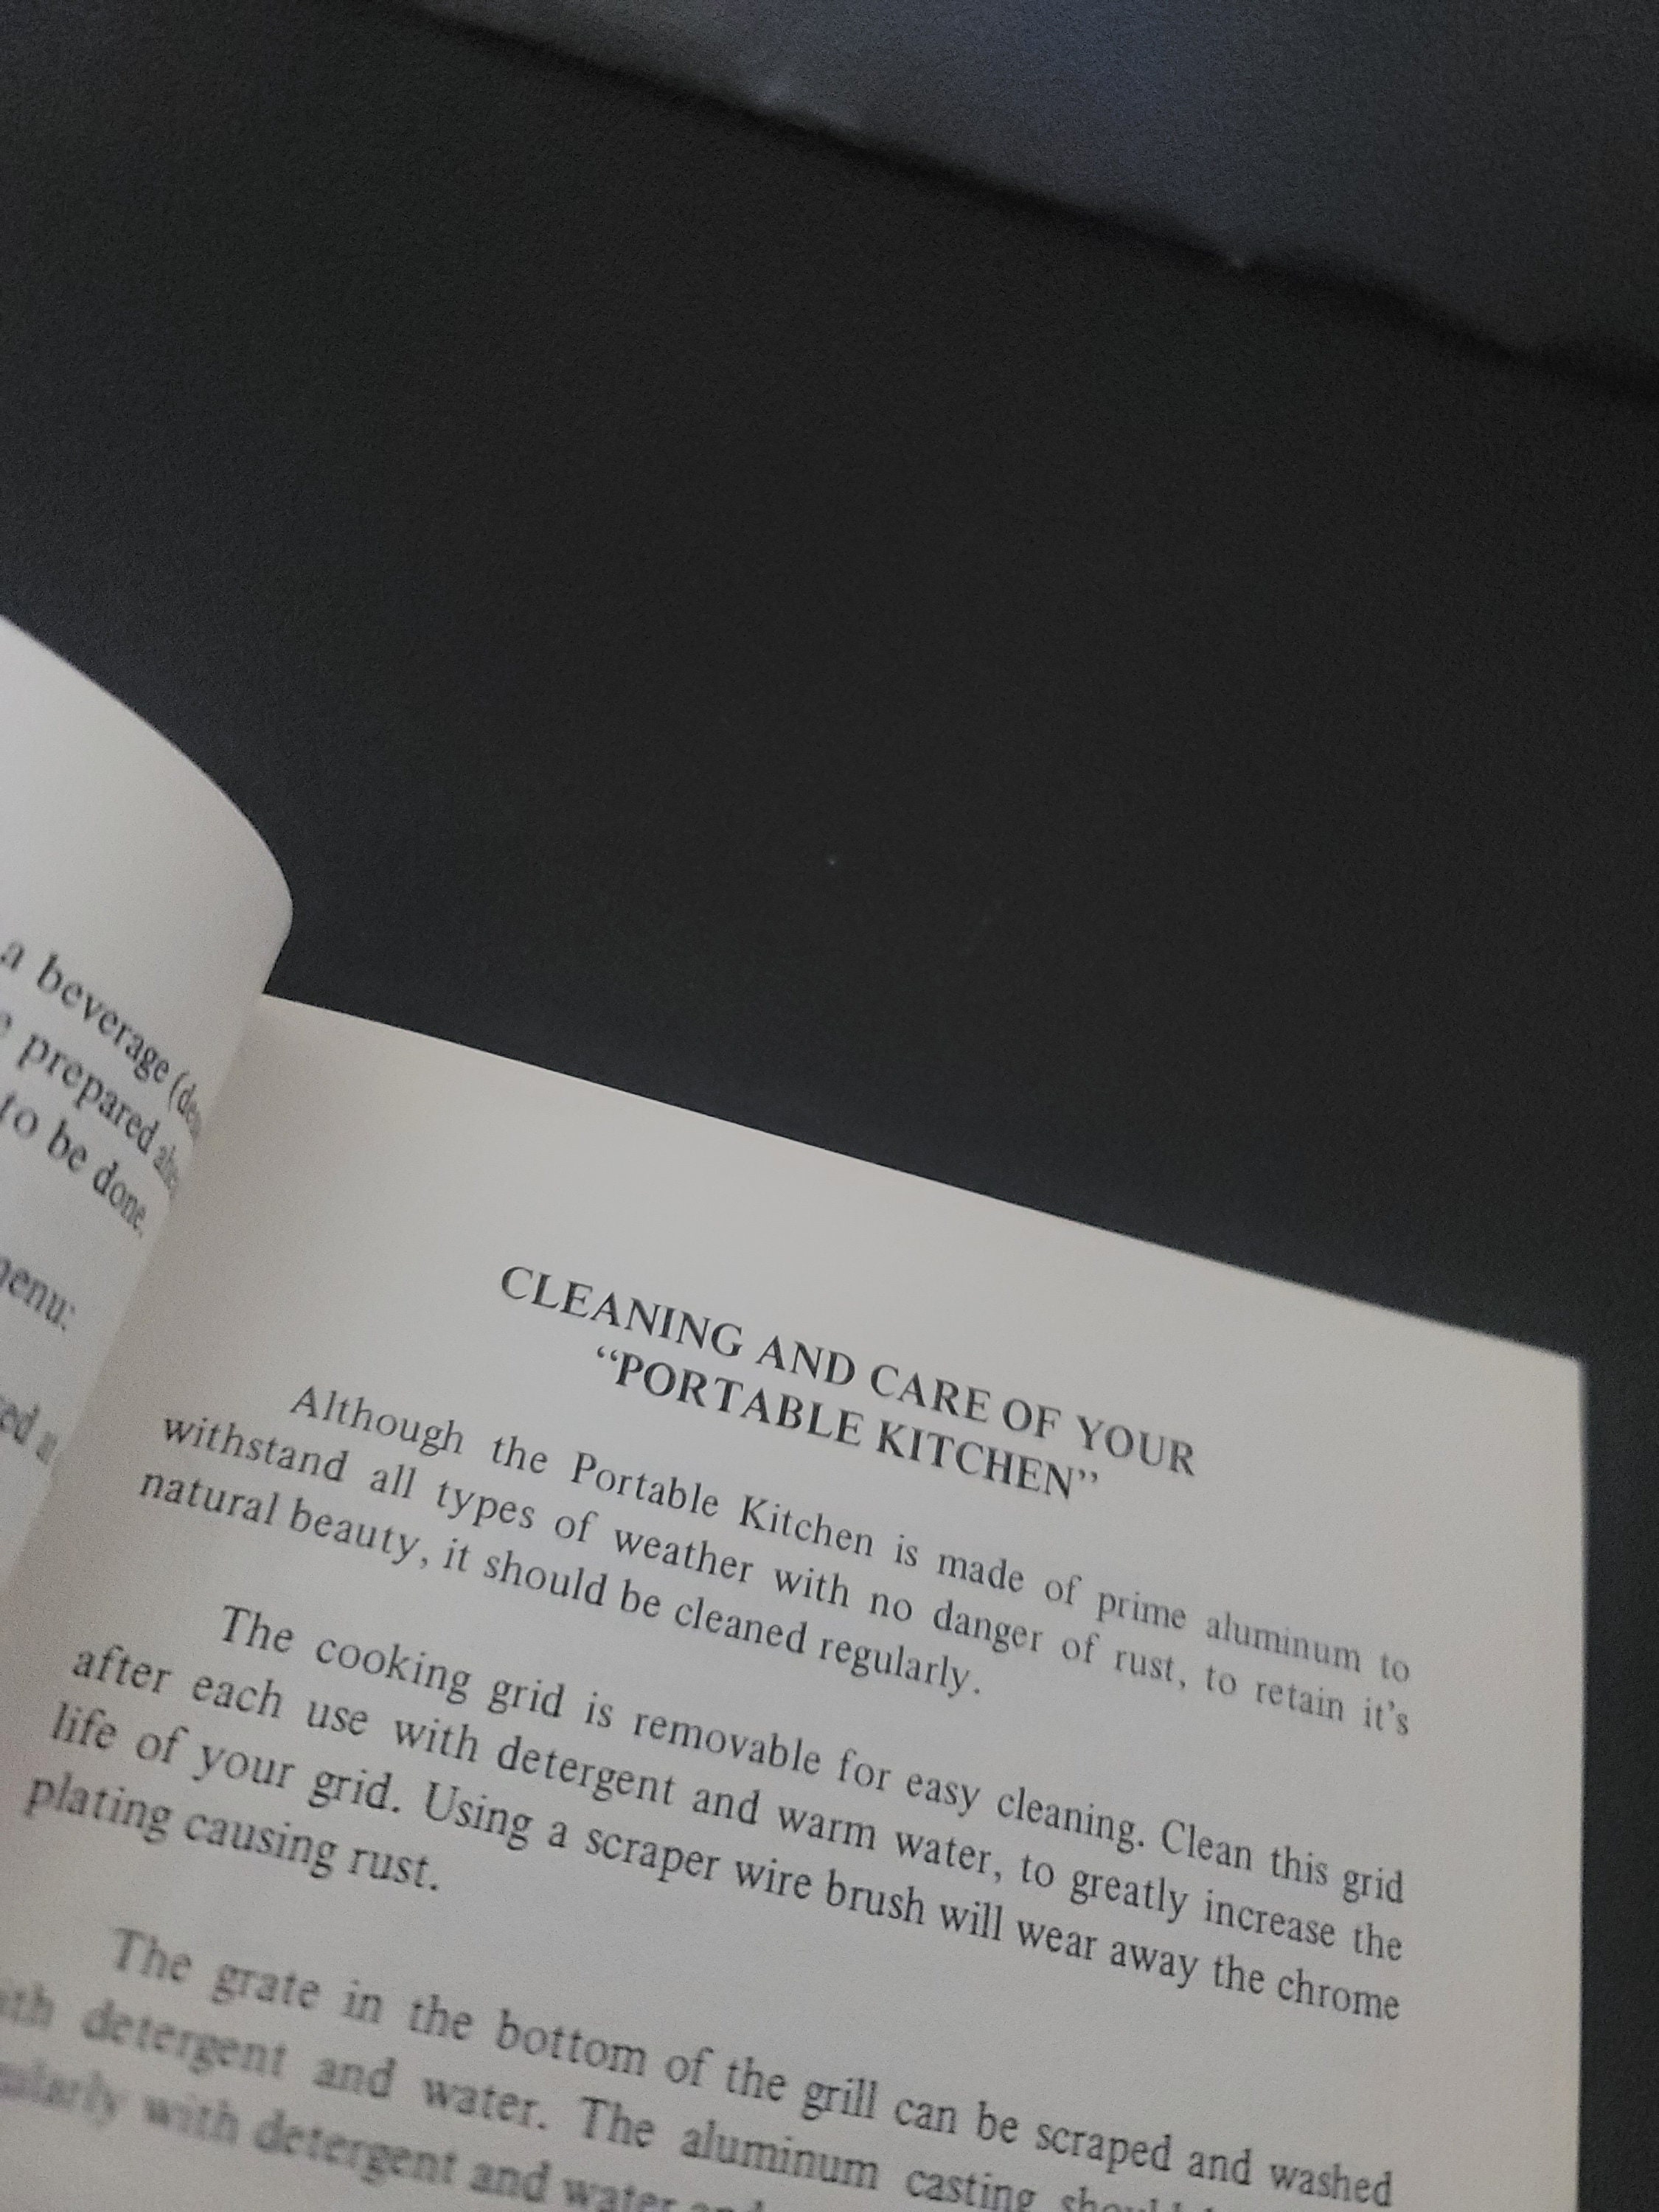 a beverage
prepared
to be done.
CLEANING AND CARE OF YOUR
“PORTABLE KITCHEN”
Although the Portable Kitchen is made of prime aluminum to
withstand all types of weather with no danger of rust, to retain it's
natural beauty, it should be cleaned regularly.
The cooking grid is removable for easy cleaning. Clean this grid
after each use with detergent and warm water, to greatly increase the
life of your grid. Using a scraper wire brush will wear away the chrome
plating causing rust.
The grate in the bottom of the grill can be scraped and washed
detergent and water. The aluminum casting
with detergent and water